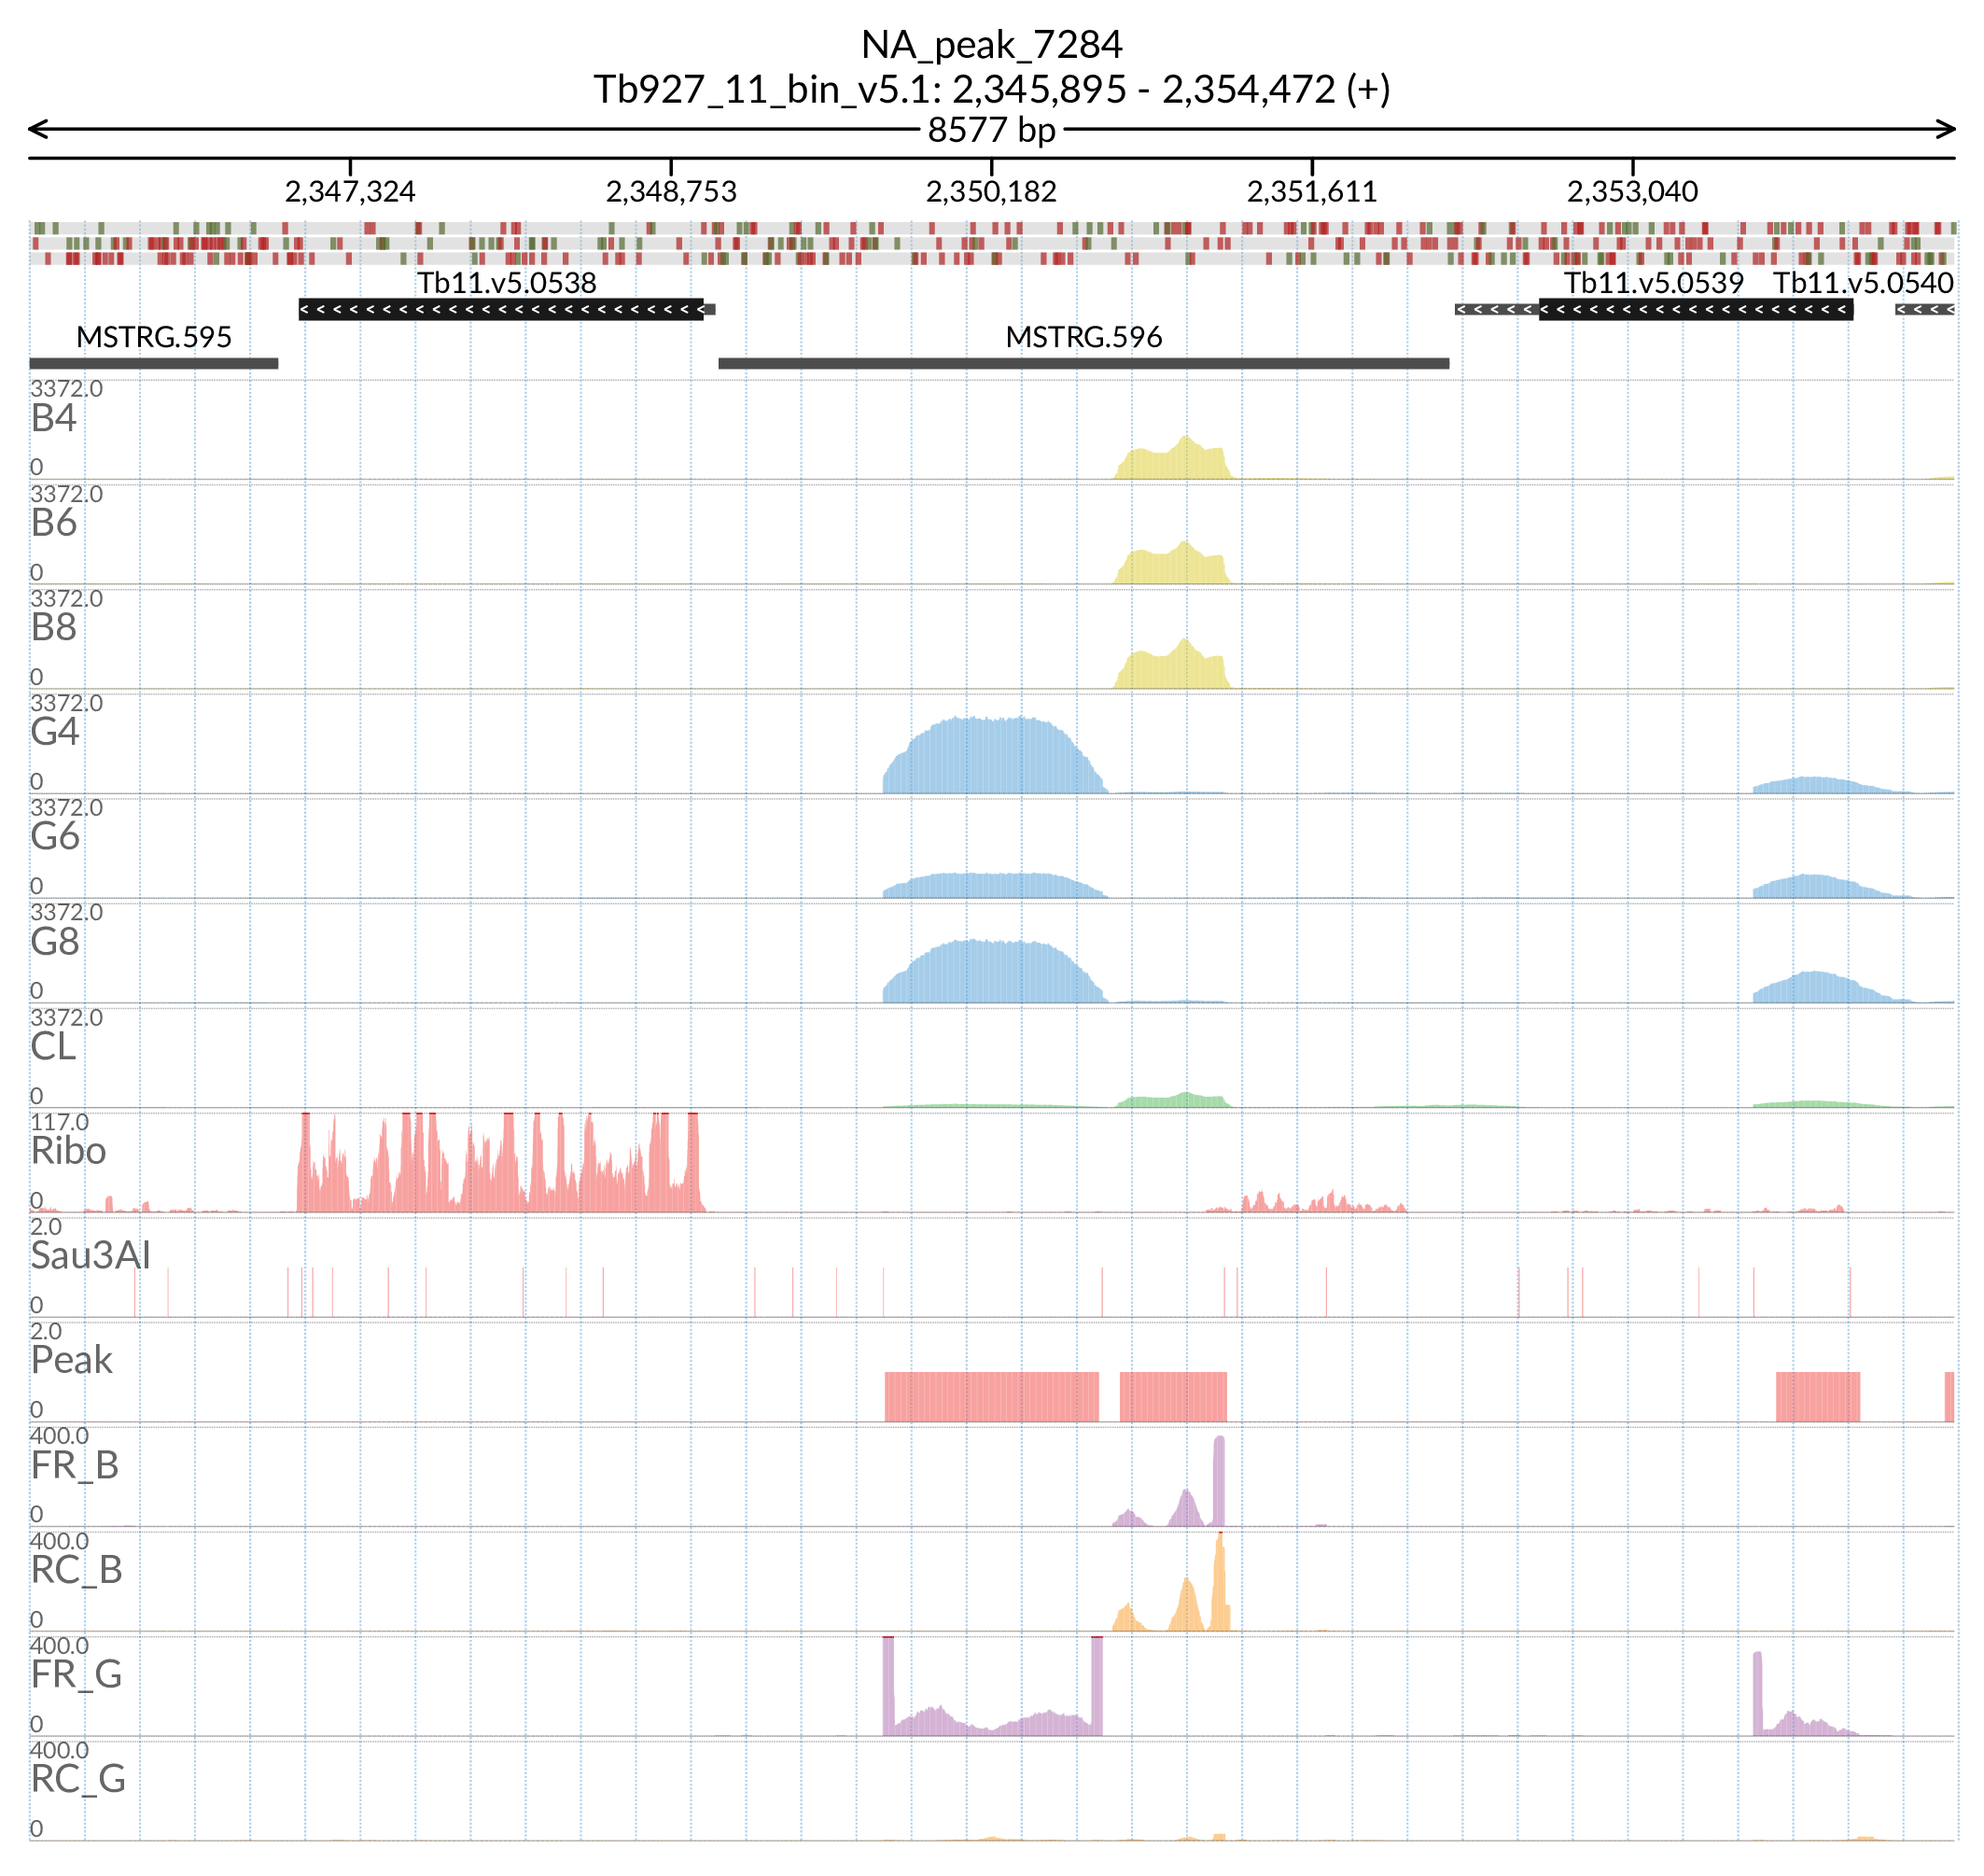 NA_peak_7284
Tb927_11_bin_v5.1: 2,345,895 - 2,354,472 (+)
8577 bp
2,347,324 2,348,753 2,350,182 2,351,611 2,353,040
Tb11.v5.0538 Tb11.v5.0539 Tb11.v5.0540
MSTRG.595 MSTRG.596
3372.0
B4
0
3372.0
B6
0
3372.0
B8
0
3372.0
G4
0
3372.0
G6
0
3372.0
G8
0
3372.0
CL
0
117.0
Ribo
0
2.0
Sau3AI
0
2.0
Peak
0
400.0
FR_B
0
400.0
RC_B
0
400.0
FR_G
0
400.0
RC_G
0